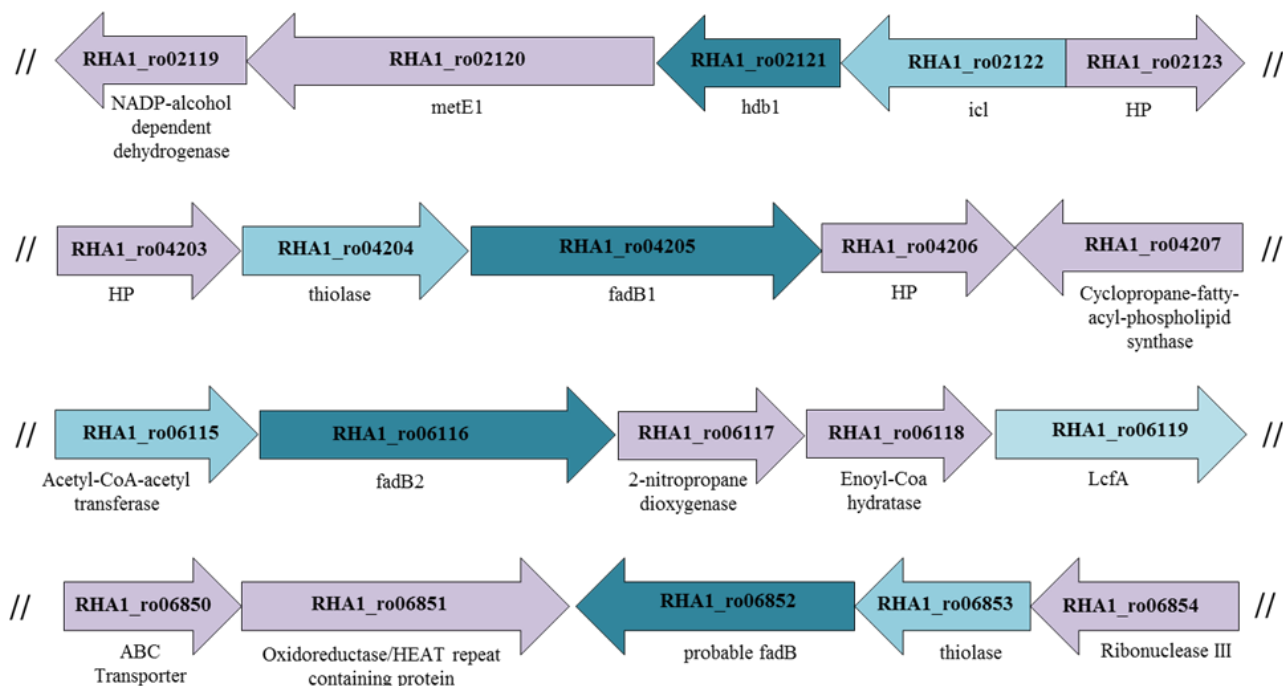 // RHA1_ro02119 RHA1_ro02120 RHA1_ro02121 RHA1_ro02122 RHA1_ro02123 //
NADP-alcohol metE1 hdb1 icl HP
dependent
dehydrogenase
// RHA1_ro04203 RHA1_ro04204 RHA1_ro04205 RHA1_ro04206 RHA1_ro04207 //
HP thiolase fadB1 HP Cyclopropane-fatty-
acyl-phospholipid
synthase
// RHA1_ro06115 RHA1_ro06116 RHA1_ro06117 RHA1_ro06118 RHA1_ro06119 //
Acetyl-CoA-acetyl fadB2 2-nitropropane Enoyl-Coa LcfA
transferase dioxygenase hydratase
// RHA1_ro06850 RHA1_ro06851 RHA1_ro06852 RHA1_ro06853 RHA1_ro06854 //
ABC Oxidoreductase/HEAT repeat probable fadB thiolase Ribonuclease III
Transporter containing protein